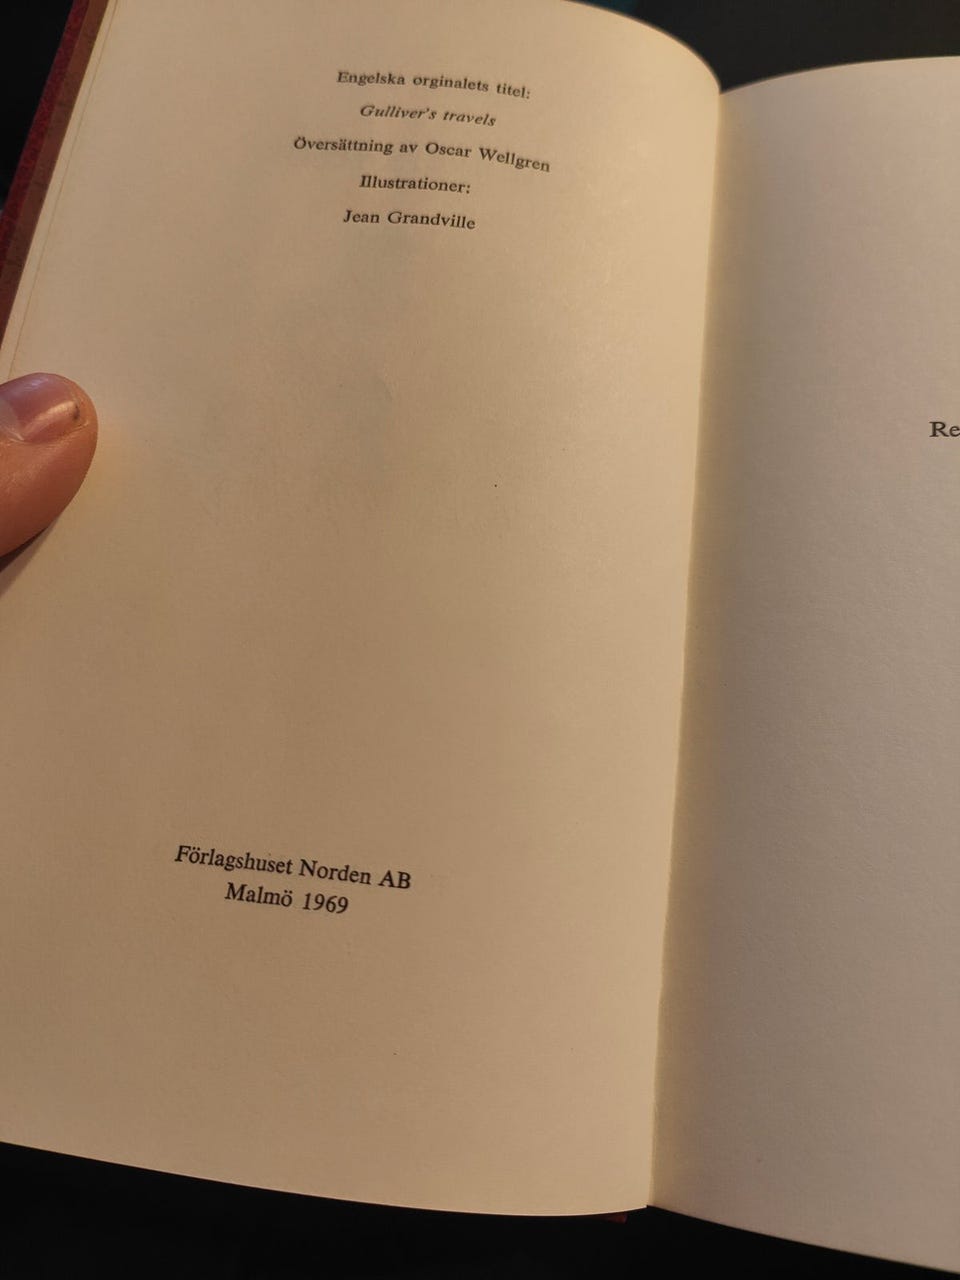 Engelska orginalets titel:
Gulliver's travels
Översättning av Oscar Wellgren
Illustrationer:
Jean Grandville
Förlagshuset Norden AB
Malmö 1969
Re